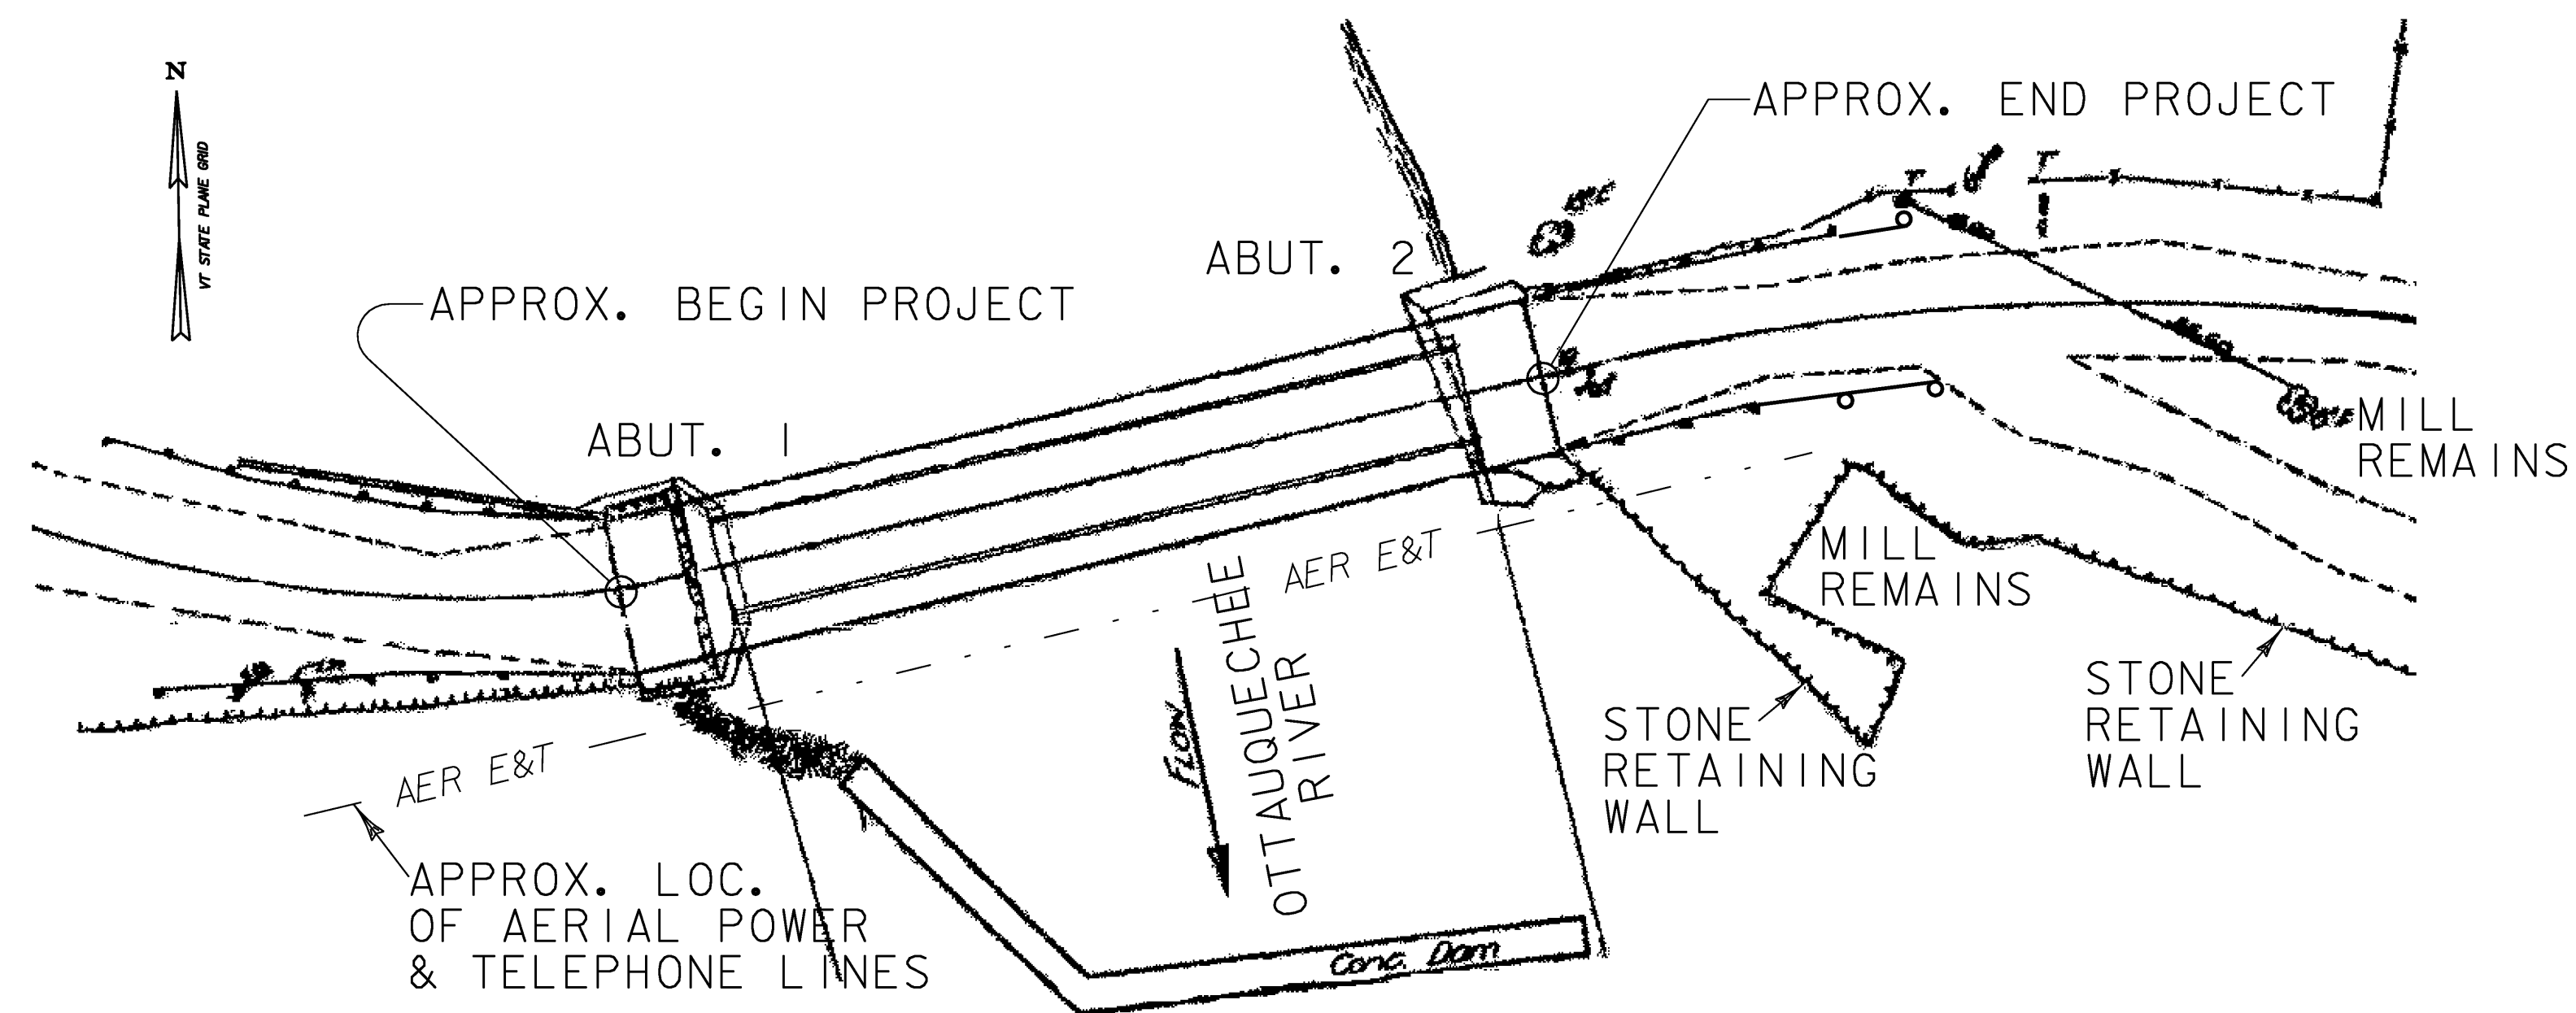 N
VT STATE PLANE GRID
APPROX. END PROJECT
T
T
ABUT. 2
APPROX. BEGIN PROJECT
ABUT. 1
MILL
REMAINS
AER E&T
MILL
REMAINS
OTTAUQUECHEE
RIVER
Flow
STONE
RETAINING
WALL
STONE
RETAINING
WALL
AER E&T
APPROX. LOC.
OF AERIAL POWER
& TELEPHONE LINES
Conc. Dam